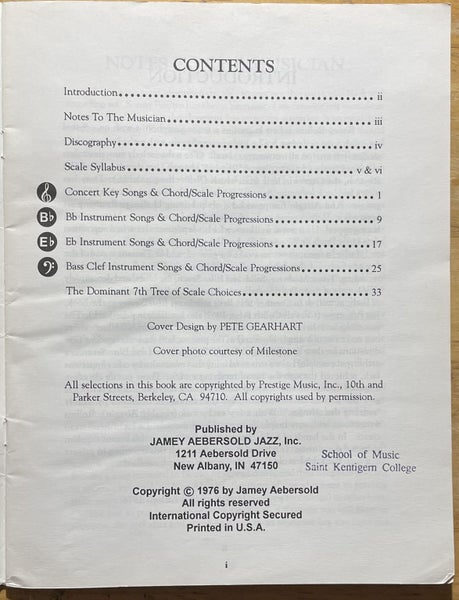 CONTENTS
Introduction ii
Notes To The Musician iii
Discography iv
Scale Syllabus v & vi
Concert Key Songs & Chord/Scale Progressions 1
B♭ Bb Instrument Songs & Chord/Scale Progressions 9
E♭ Eb Instrument Songs & Chord/Scale Progressions 17
Bass Clef Instrument Songs & Chord/Scale Progressions 25
The Dominant 7th Tree of Scale Choices 33
Cover Design by PETE GEARHART
Cover photo courtesy of Milestone
All selections in this book are copyrighted by Prestige Music, Inc., 10th and
Parker Streets, Berkeley, CA 94710. All copyrights used by permission.
Published by
JAMEY AEBERSOLD JAZZ, Inc.
1211 Aebersold Drive
New Albany, IN 47150
School of Music
Saint Kentigern College
Copyright © 1976 by Jamey Aebersold
All rights reserved
International Copyright Secured
Printed in U.S.A.
i